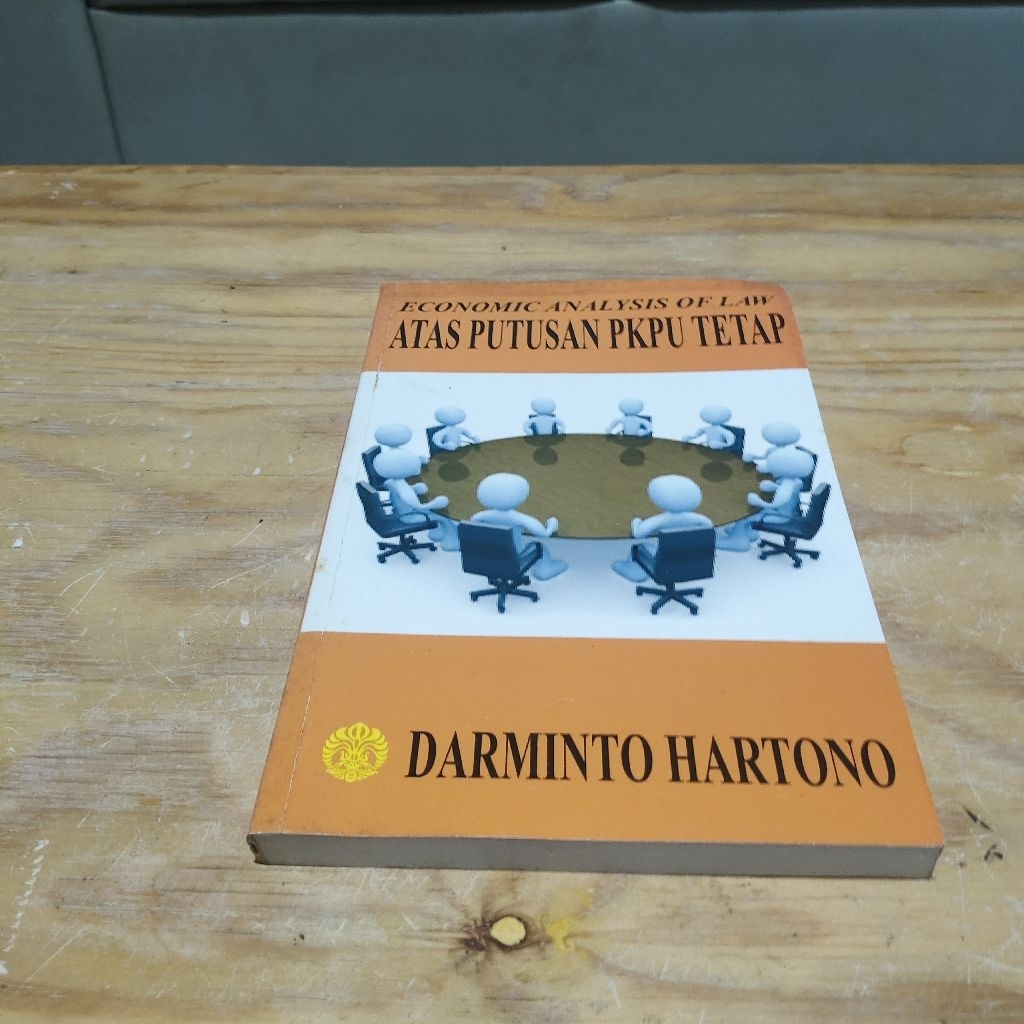 ECONOMIC ANALYSIS OF LAW
ATAS PUTUSAN PKPU TETAP
DARMINTO HARTONO